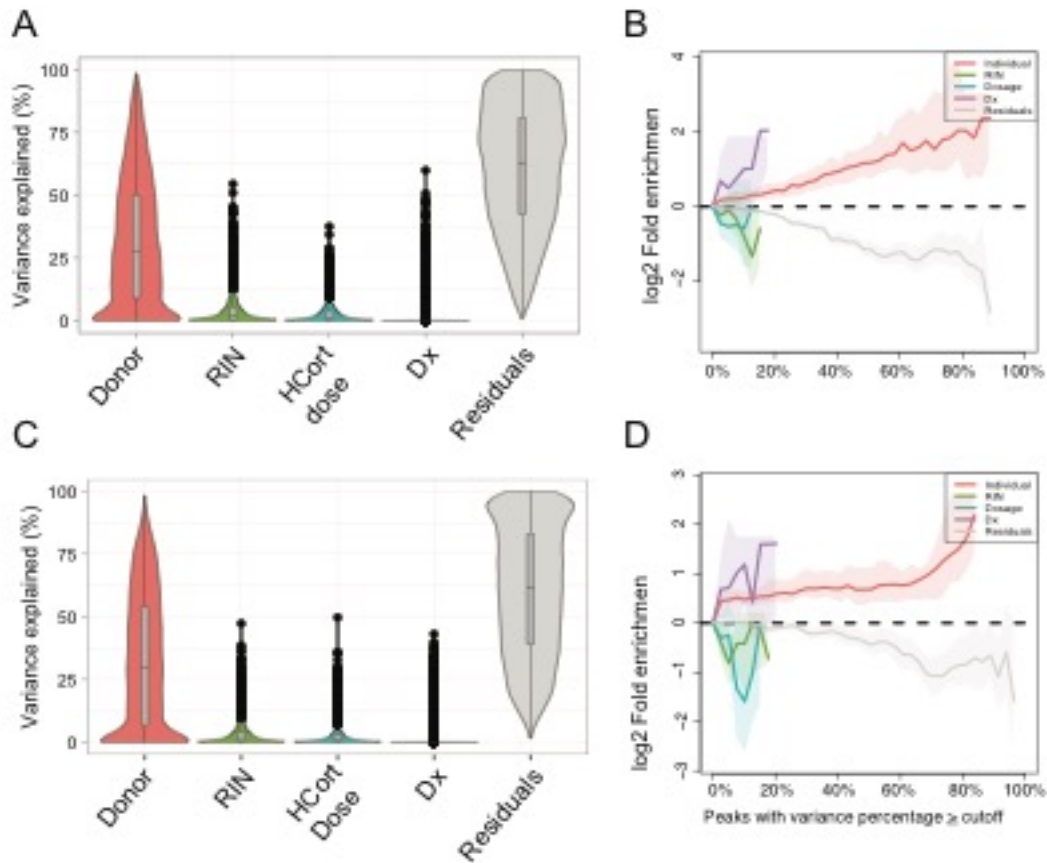 A
Variance explained (%)
100
75
50
25
0
Donor
RIN
HCort
dose
Dx
Residuals
B
log2 Fold enrichmen
4
2
0
-2
Individual
RIN
Dosage
Dx
Residuals
0% 20% 40% 60% 80% 100%
C
Variance explained (%)
100
75
50
25
0
Donor
RIN
HCort
Dose
Dx
Residuals
D
log2 Fold enrichmen
3
2
1
0
-1
-2
-3
Individual
RIN
Dosage
Dx
Residuals
0% 20% 40% 60% 80% 100%
Peaks with variance percentage ≥ cutoff